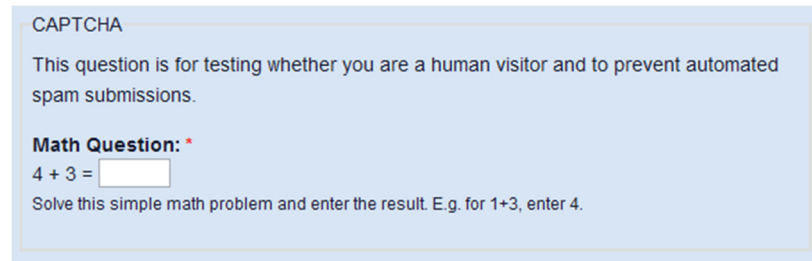 CAPTCHA
This question is for testing whether you are a human visitor and to prevent automated
spam submissions.
Math Question: *
4 + 3 =
Solve this simple math problem and enter the result. E.g. for 1+3, enter 4.